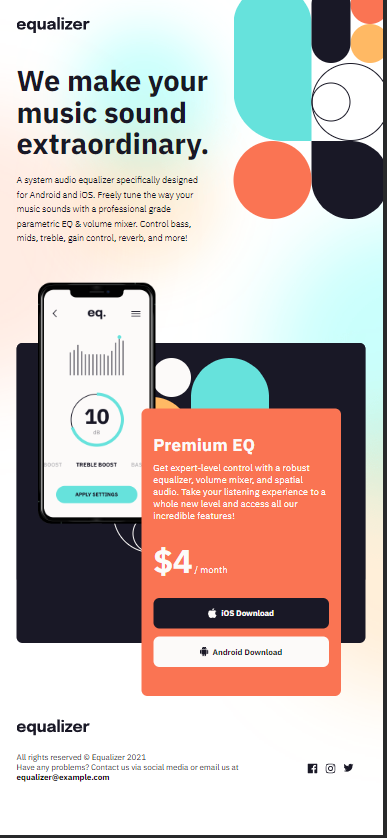 equalizer
We make your
music sound
extraordinary.
A system audio equalizer specifically designed
for Android and iOS. Freely tune the way your
music sounds with a professional grade
parametric EQ & volume mixer. Control bass,
mids, treble, gain control, reverb, and more!
eq.
10
dB
BOOST TREBLE BOOST BAS
APPLY SETTINGS
Premium EQ
Get expert-level control with a robust
equalizer, volume mixer, and spatial
audio. Take your listening experience to a
whole new level and access all our
incredible features!
$4 / month
iOS Download
Android Download
equalizer
All rights reserved © Equalizer 2021
Have any problems? Contact us via social media or email us at
equalizer@example.com